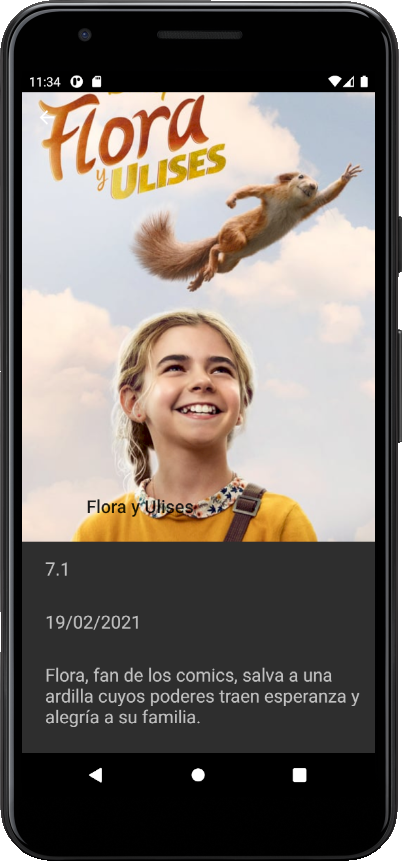 11:34
Flora
y ULISES
Flora y Ulises
7.1
19/02/2021
Flora, fan de los comics, salva a una
ardilla cuyos poderes traen esperanza y
alegría a su familia.